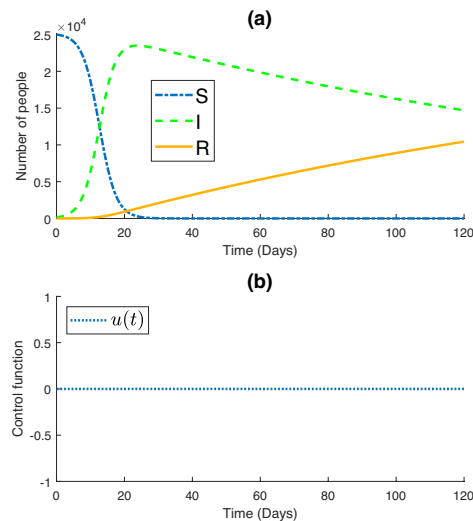 (a)
×10⁴
2.5
2
1.5
1
0.5
0
Number of people
S
I
R
0 20 40 60 80 100 120
Time (Days)
(b)
1
0.5
0
-0.5
-1
Control function
u(t)
0 20 40 60 80 100 120
Time (Days)